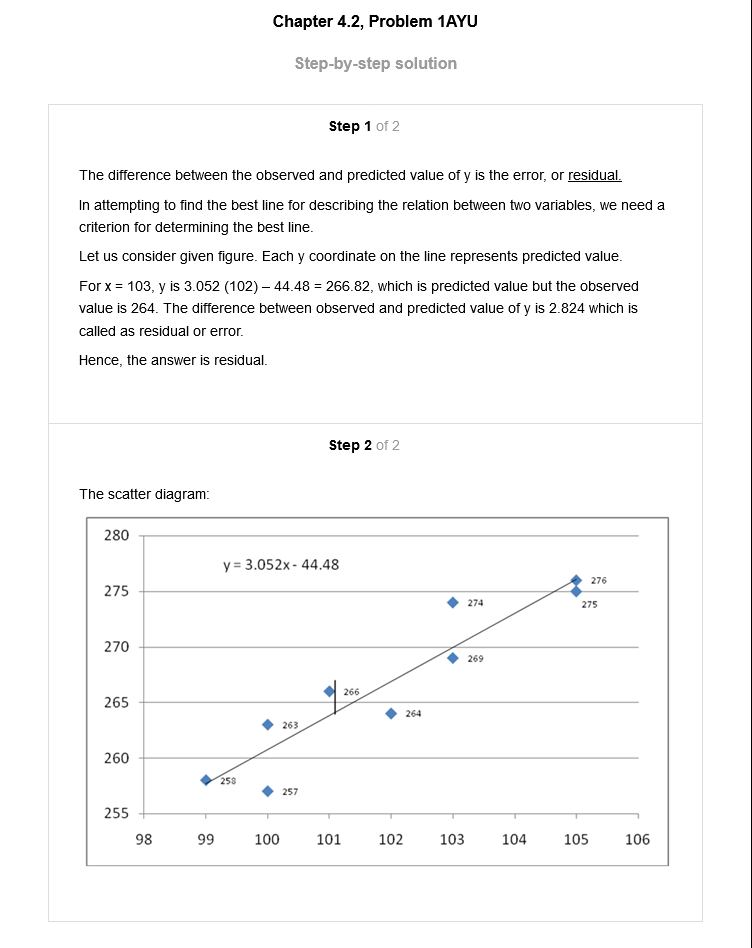 Chapter 4.2, Problem 1AYU
Step-by-step solution
Step 1 of 2
The difference between the observed and predicted value of y is the error, or residual.
In attempting to find the best line for describing the relation between two variables, we need a
criterion for determining the best line.
Let us consider given figure. Each y coordinate on the line represents predicted value.
For x = 103, y is 3.052 (102) – 44.48 = 266.82, which is predicted value but the observed
value is 264. The difference between observed and predicted value of y is 2.824 which is
called as residual or error.
Hence, the answer is residual.
Step 2 of 2
The scatter diagram:
280
y = 3.052x - 44.48
276
275
274
275
270
269
266
265
264
263
260
258
257
255
98 99 100 101 102 103 104 105 106